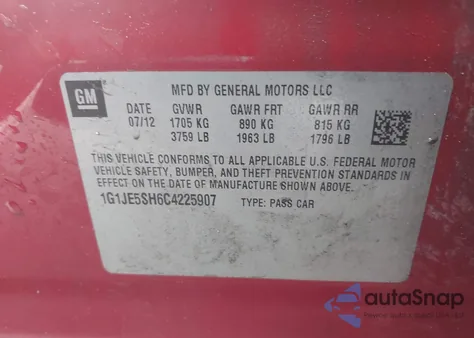 GM
MFD BY GENERAL MOTORS LLC
DATE GVWR GAWR FRT GAWR RR
07/12 1705 KG 890 KG 815 KG
3759 LB 1963 LB 1796 LB
THIS VEHICLE CONFORMS TO ALL APPLICABLE U.S. FEDERAL MOTOR
VEHICLE SAFETY, BUMPER, AND THEFT PREVENTION STANDARDS IN
EFFECT ON THE DATE OF MANUFACTURE SHOWN ABOVE.
1G1JE5SH6C4225907 TYPE: PASS CAR
autoSnap